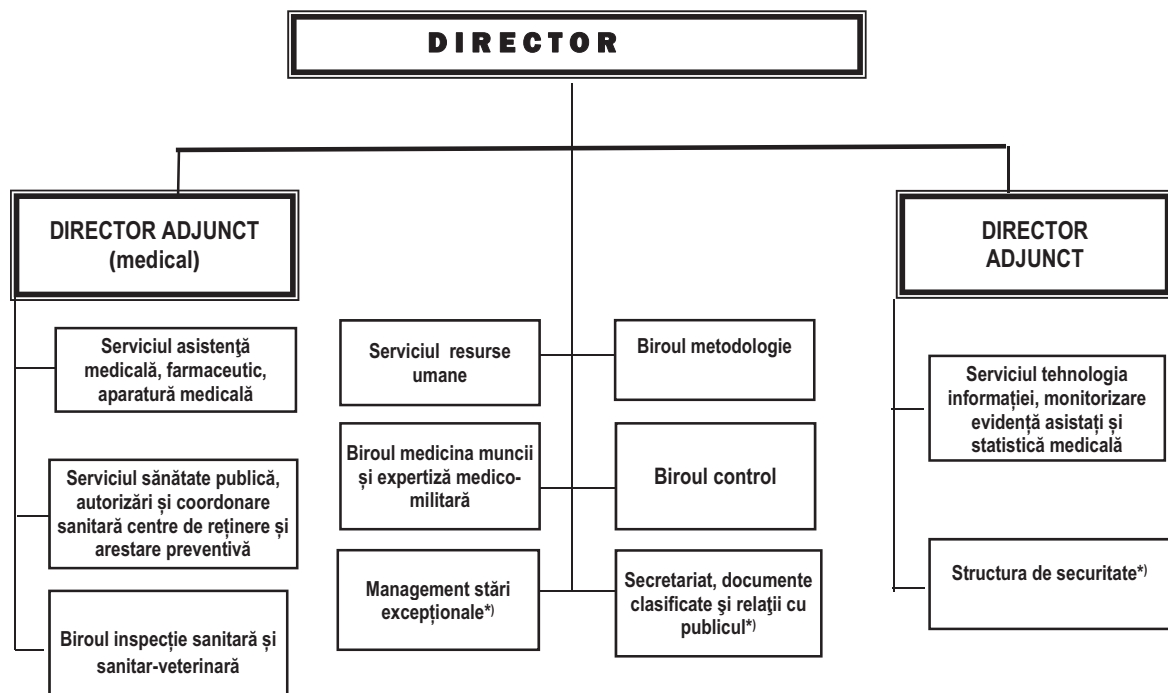 DIRECTOR
DIRECTOR ADJUNCT
(medical)
DIRECTOR
ADJUNCT
Serviciul asistenţă
medicală, farmaceutic,
aparatură medicală
Serviciul sănătate publică,
autorizări și coordonare
sanitară centre de reținere și
arestare preventivă
Biroul inspecție sanitară și
sanitar-veterinară
Serviciul resurse
umane
Biroul medicina muncii
și expertiză medico-
militară
Management stări
excepționale*)
Biroul metodologie
Biroul control
Secretariat, documente
clasificate şi relaţii cu
publicul*)
Serviciul tehnologia
informației, monitorizare
evidență asistați și
statistică medicală
Structura de securitate*)